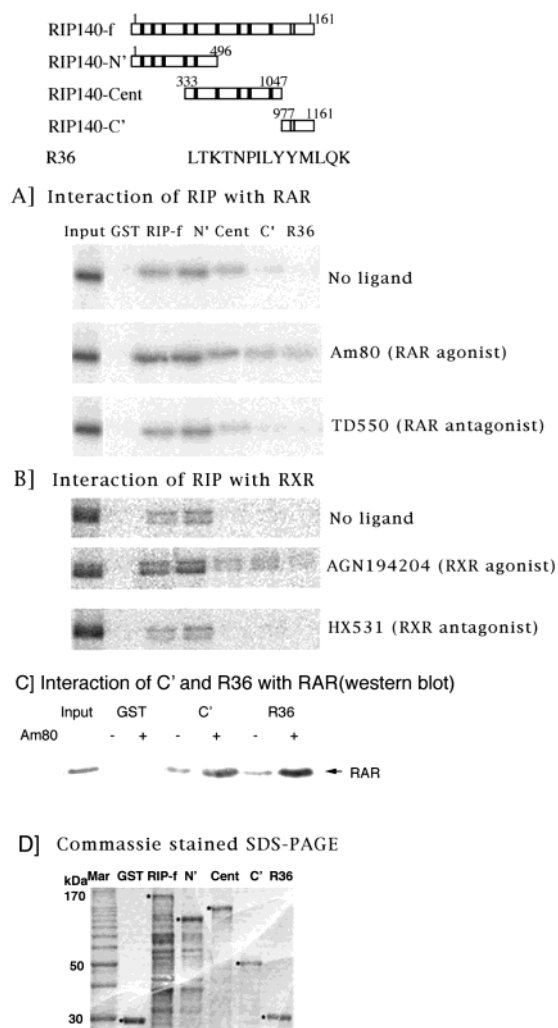 RIP140-f 1 1161
RIP140-N' 1 496
RIP140-Cent 333 1047
RIP140-C' 977 1161
R36 LTKTNPILYYMLQK
A] Interaction of RIP with RAR
Input GST RIP-f N' Cent C' R36
No ligand
Am80 (RAR agonist)
TD550 (RAR antagonist)
B] Interaction of RIP with RXR
No ligand
AGN194204 (RXR agonist)
HX531 (RXR antagonist)
C] Interaction of C' and R36 with RAR(western blot)
Input GST C' R36
Am80 - + - + - +
RAR
D] Commassie stained SDS-PAGE
kDa Mar GST RIP-f N' Cent C' R36
170
50
30